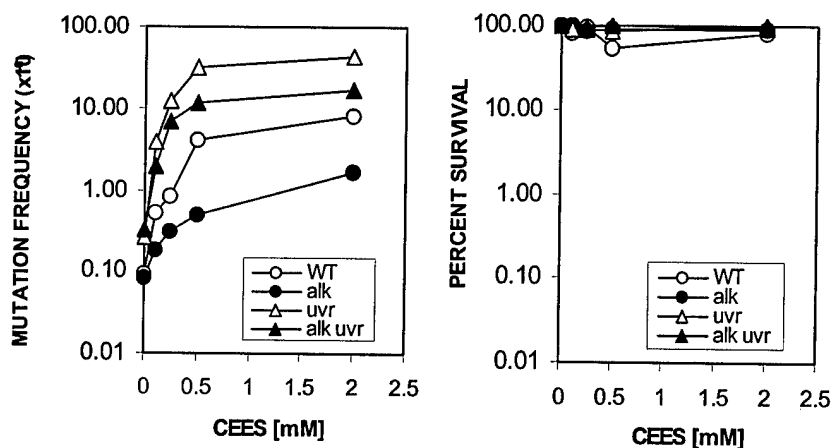 MUTATION FREQUENCY
100.00
10.00
1.00
0.10
0.01
WT
alk
uvr
alk uvr
0 0.5 1 1.5 2 2.5
CEES [mM]
PERCENT SURVIVAL
100.00
10.00
1.00
0.10
0.01
WT
alk
uvr
alk uvr
0 0.5 1 1.5 2 2.5
CEES [mM]